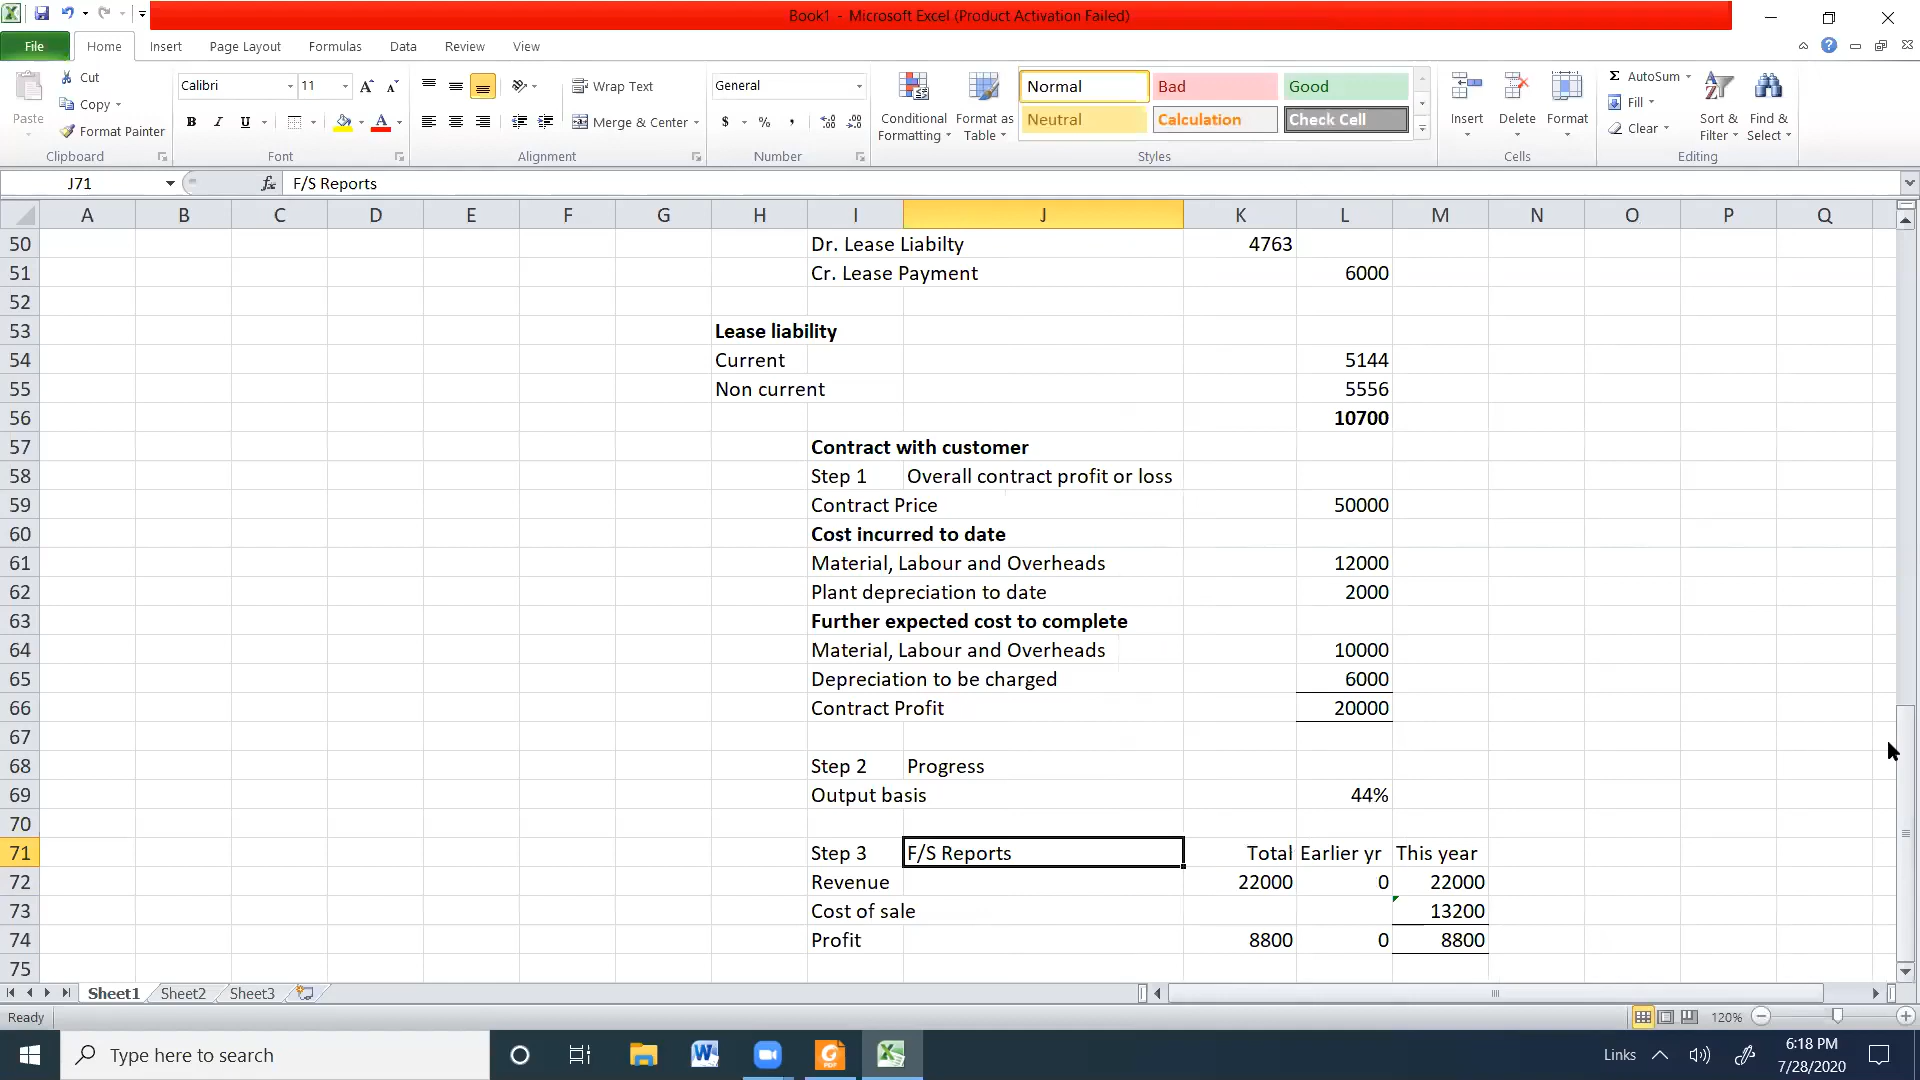 Book1 - Microsoft Excel (Product Activation Failed)
File Home Insert Page Layout Formulas Data Review View
Paste Cut Copy Format Painter Clipboard
Calibri 11 B I U Font
Wrap Text Merge & Center Alignment
General $ % , Number
Conditional Formatting Format as Table
Normal Bad Good
Neutral Calculation Check Cell
Styles
Insert Delete Format Cells
Σ AutoSum Fill Clear Sort & Filter Find & Select Editing
J71 fx F/S Reports
A B C D E F G H I J K L M N O P Q
50 Dr. Lease Liabilty 4763
51 Cr. Lease Payment 6000
52
53 Lease liability
54 Current 5144
55 Non current 5556
56 10700
57 Contract with customer
58 Step 1 Overall contract profit or loss
59 Contract Price 50000
60 Cost incurred to date
61 Material, Labour and Overheads 12000
62 Plant depreciation to date 2000
63 Further expected cost to complete
64 Material, Labour and Overheads 10000
65 Depreciation to be charged 6000
66 Contract Profit 20000
67
68 Step 2 Progress
69 Output basis 44%
70
71 Step 3 F/S Reports Total Earlier yr This year
72 Revenue 22000 0 22000
73 Cost of sale 13200
74 Profit 8800 0 8800
75
Sheet1 Sheet2 Sheet3
Ready 120%
Type here to search Links 6:18 PM
7/28/2020